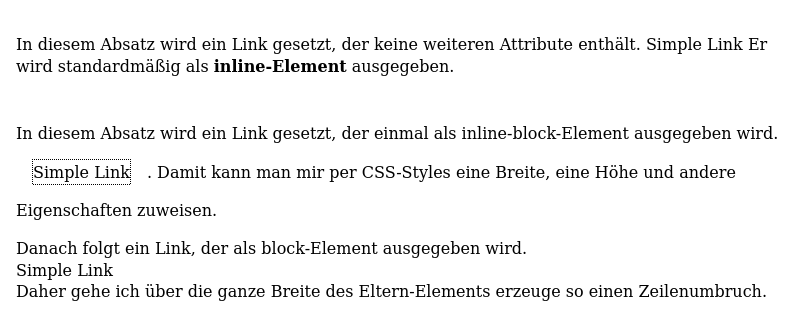 In diesem Absatz wird ein Link gesetzt, der keine weiteren Attribute enthält. Simple Link Er
wird standardmäßig als inline-Element ausgegeben.
In diesem Absatz wird ein Link gesetzt, der einmal als inline-block-Element ausgegeben wird.
Simple Link . Damit kann man mir per CSS-Styles eine Breite, eine Höhe und andere
Eigenschaften zuweisen.
Danach folgt ein Link, der als block-Element ausgegeben wird.
Simple Link
Daher gehe ich über die ganze Breite des Eltern-Elements erzeuge so einen Zeilenumbruch.